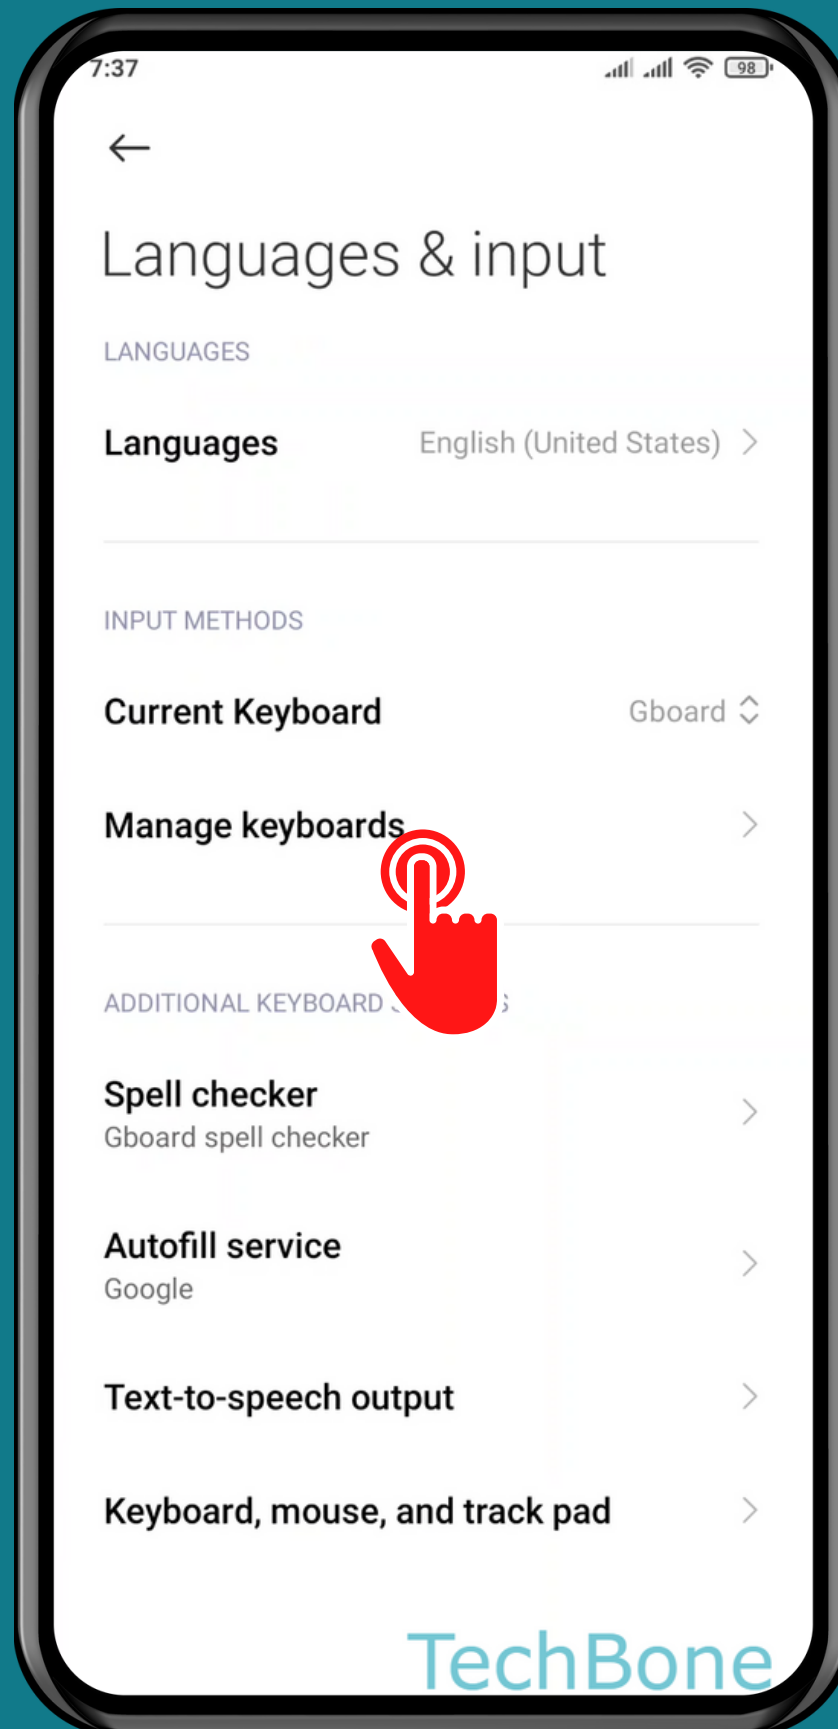 7:37
98
Languages & input
LANGUAGES
Languages English (United States)
INPUT METHODS
Current Keyboard Gboard
Manage keyboards
ADDITIONAL KEYBOARD
Spell checker
Gboard spell checker
Autofill service
Google
Text-to-speech output
Keyboard, mouse, and track pad
TechBone